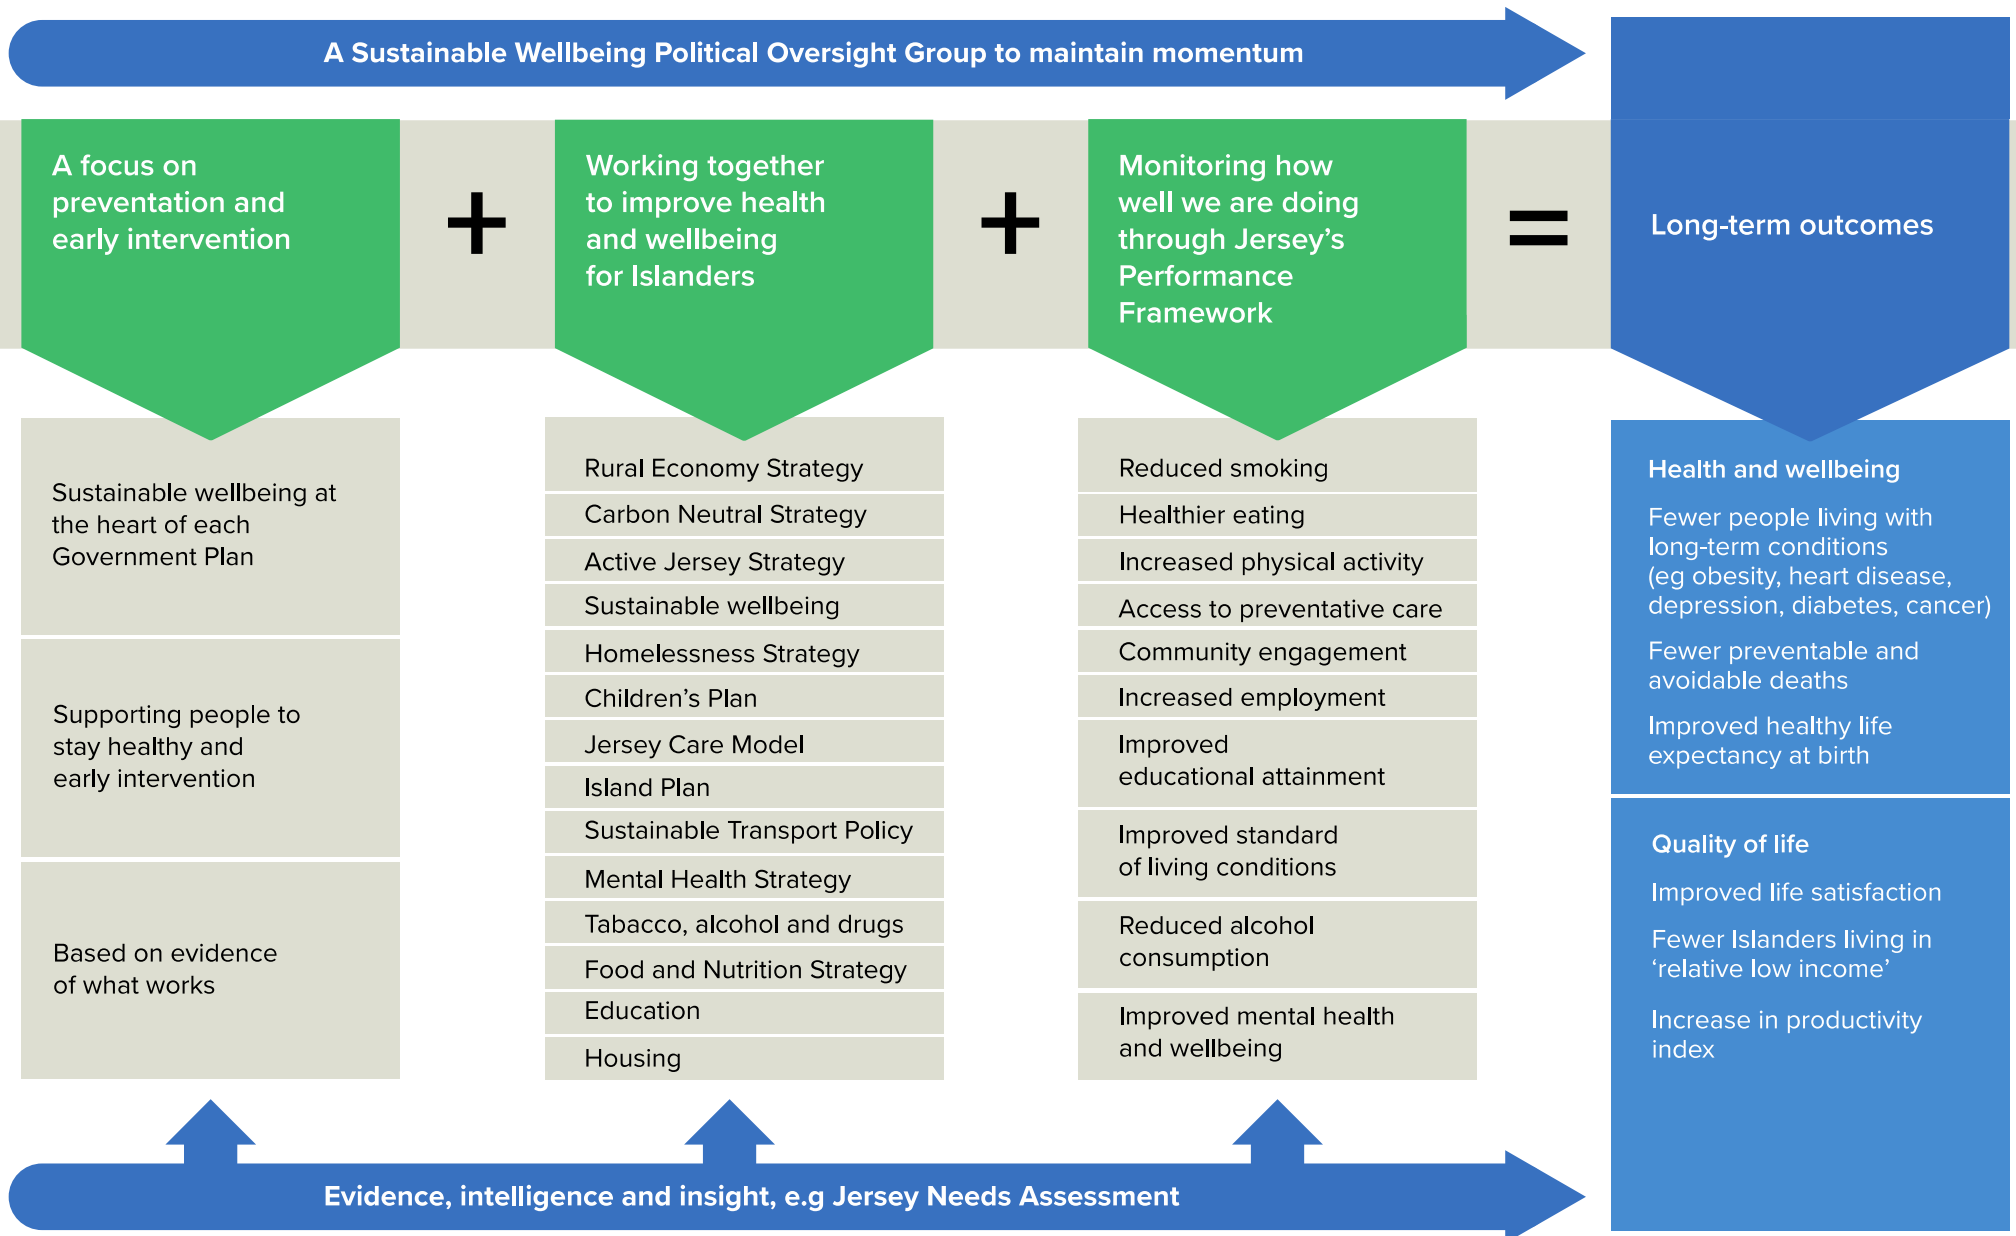 A Sustainable Wellbeing Political Oversight Group to maintain momentum
A focus on
preventation and
early intervention
+
Working together
to improve health
and wellbeing
for Islanders
+
Monitoring how
well we are doing
through Jersey’s
Performance
Framework
=
Long-term outcomes
Sustainable wellbeing at
the heart of each
Government Plan
Supporting people to
stay healthy and
early intervention
Based on evidence
of what works
Rural Economy Strategy
Carbon Neutral Strategy
Active Jersey Strategy
Sustainable wellbeing
Homelessness Strategy
Children’s Plan
Jersey Care Model
Island Plan
Sustainable Transport Policy
Mental Health Strategy
Tabacco, alcohol and drugs
Food and Nutrition Strategy
Education
Housing
Reduced smoking
Healthier eating
Increased physical activity
Access to preventative care
Community engagement
Increased employment
Improved
educational attainment
Improved standard
of living conditions
Reduced alcohol
consumption
Improved mental health
and wellbeing
Health and wellbeing
Fewer people living with
long-term conditions
(eg obesity, heart disease,
depression, diabetes, cancer)
Fewer preventable and
avoidable deaths
Improved healthy life
expectancy at birth
Quality of life
Improved life satisfaction
Fewer Islanders living in
‘relative low income’
Increase in productivity
index
Evidence, intelligence and insight, e.g Jersey Needs Assessment